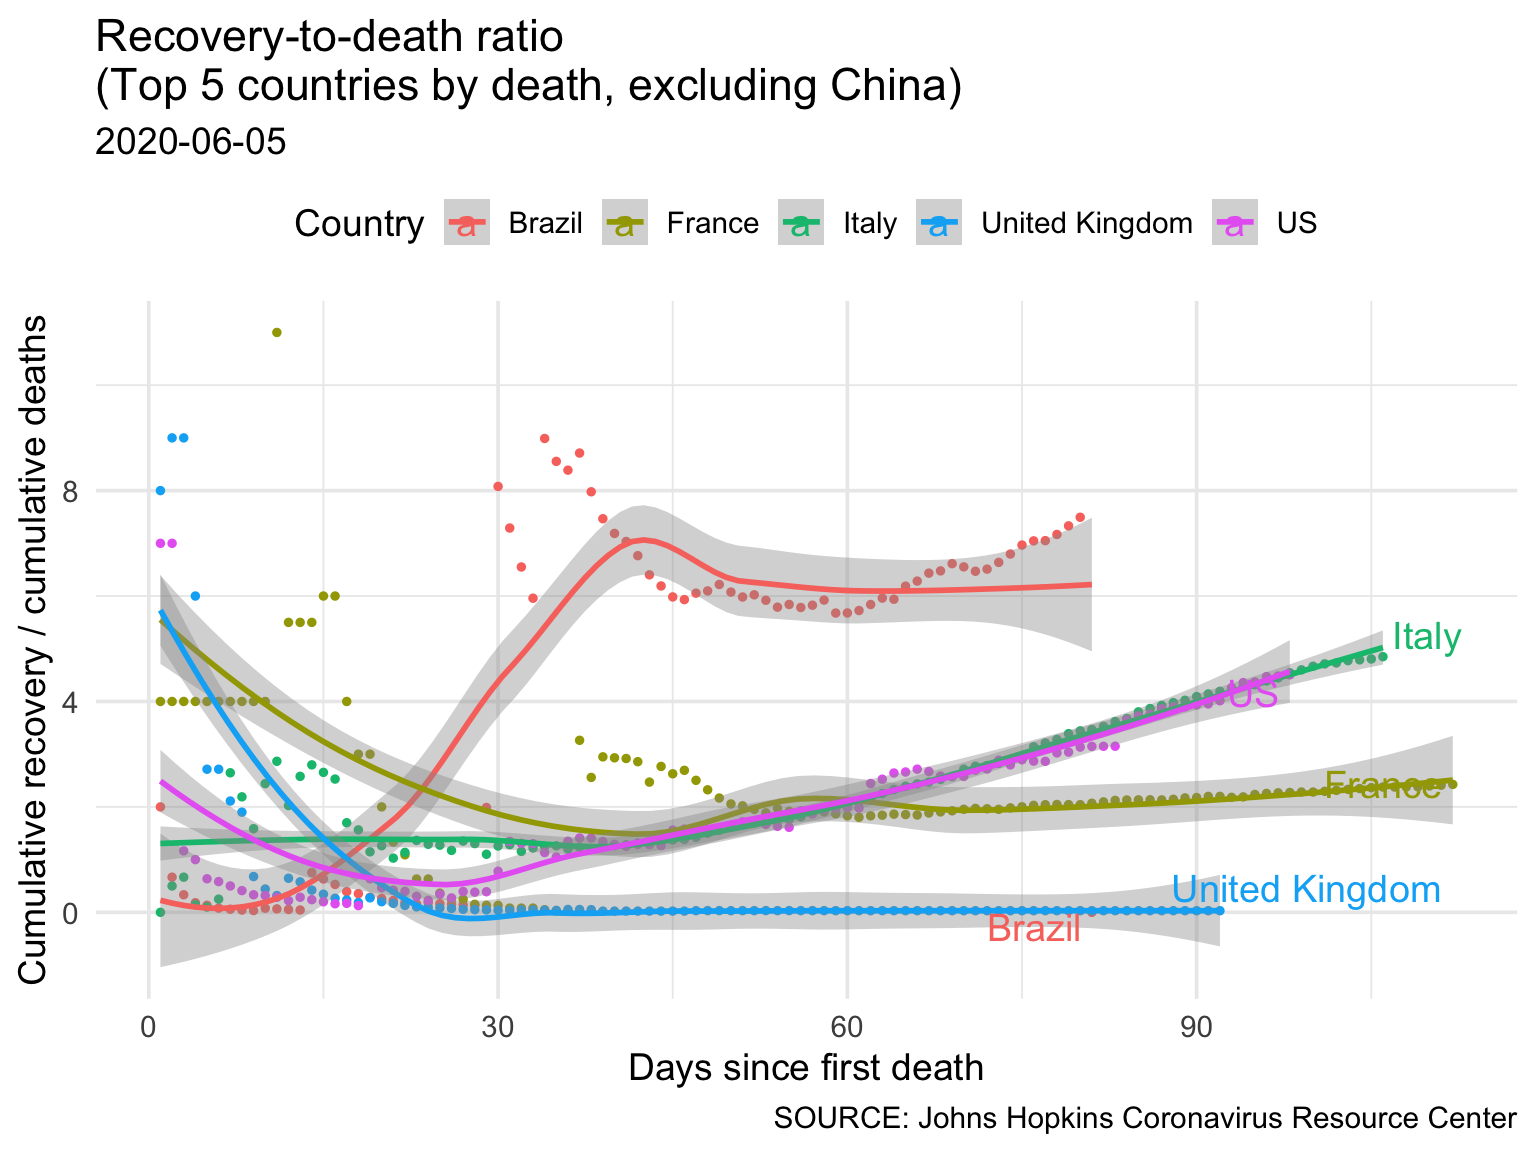 Recovery-to-death ratio
(Top 5 countries by death, excluding China)
2020-06-05
Country a Brazil a France a Italy a United Kingdom a US
Cumulative recovery / cumulative deaths
8
4
0
Italy
US
France
United Kingdom
Brazil
0 30 60 90
Days since first death
SOURCE: Johns Hopkins Coronavirus Resource Center